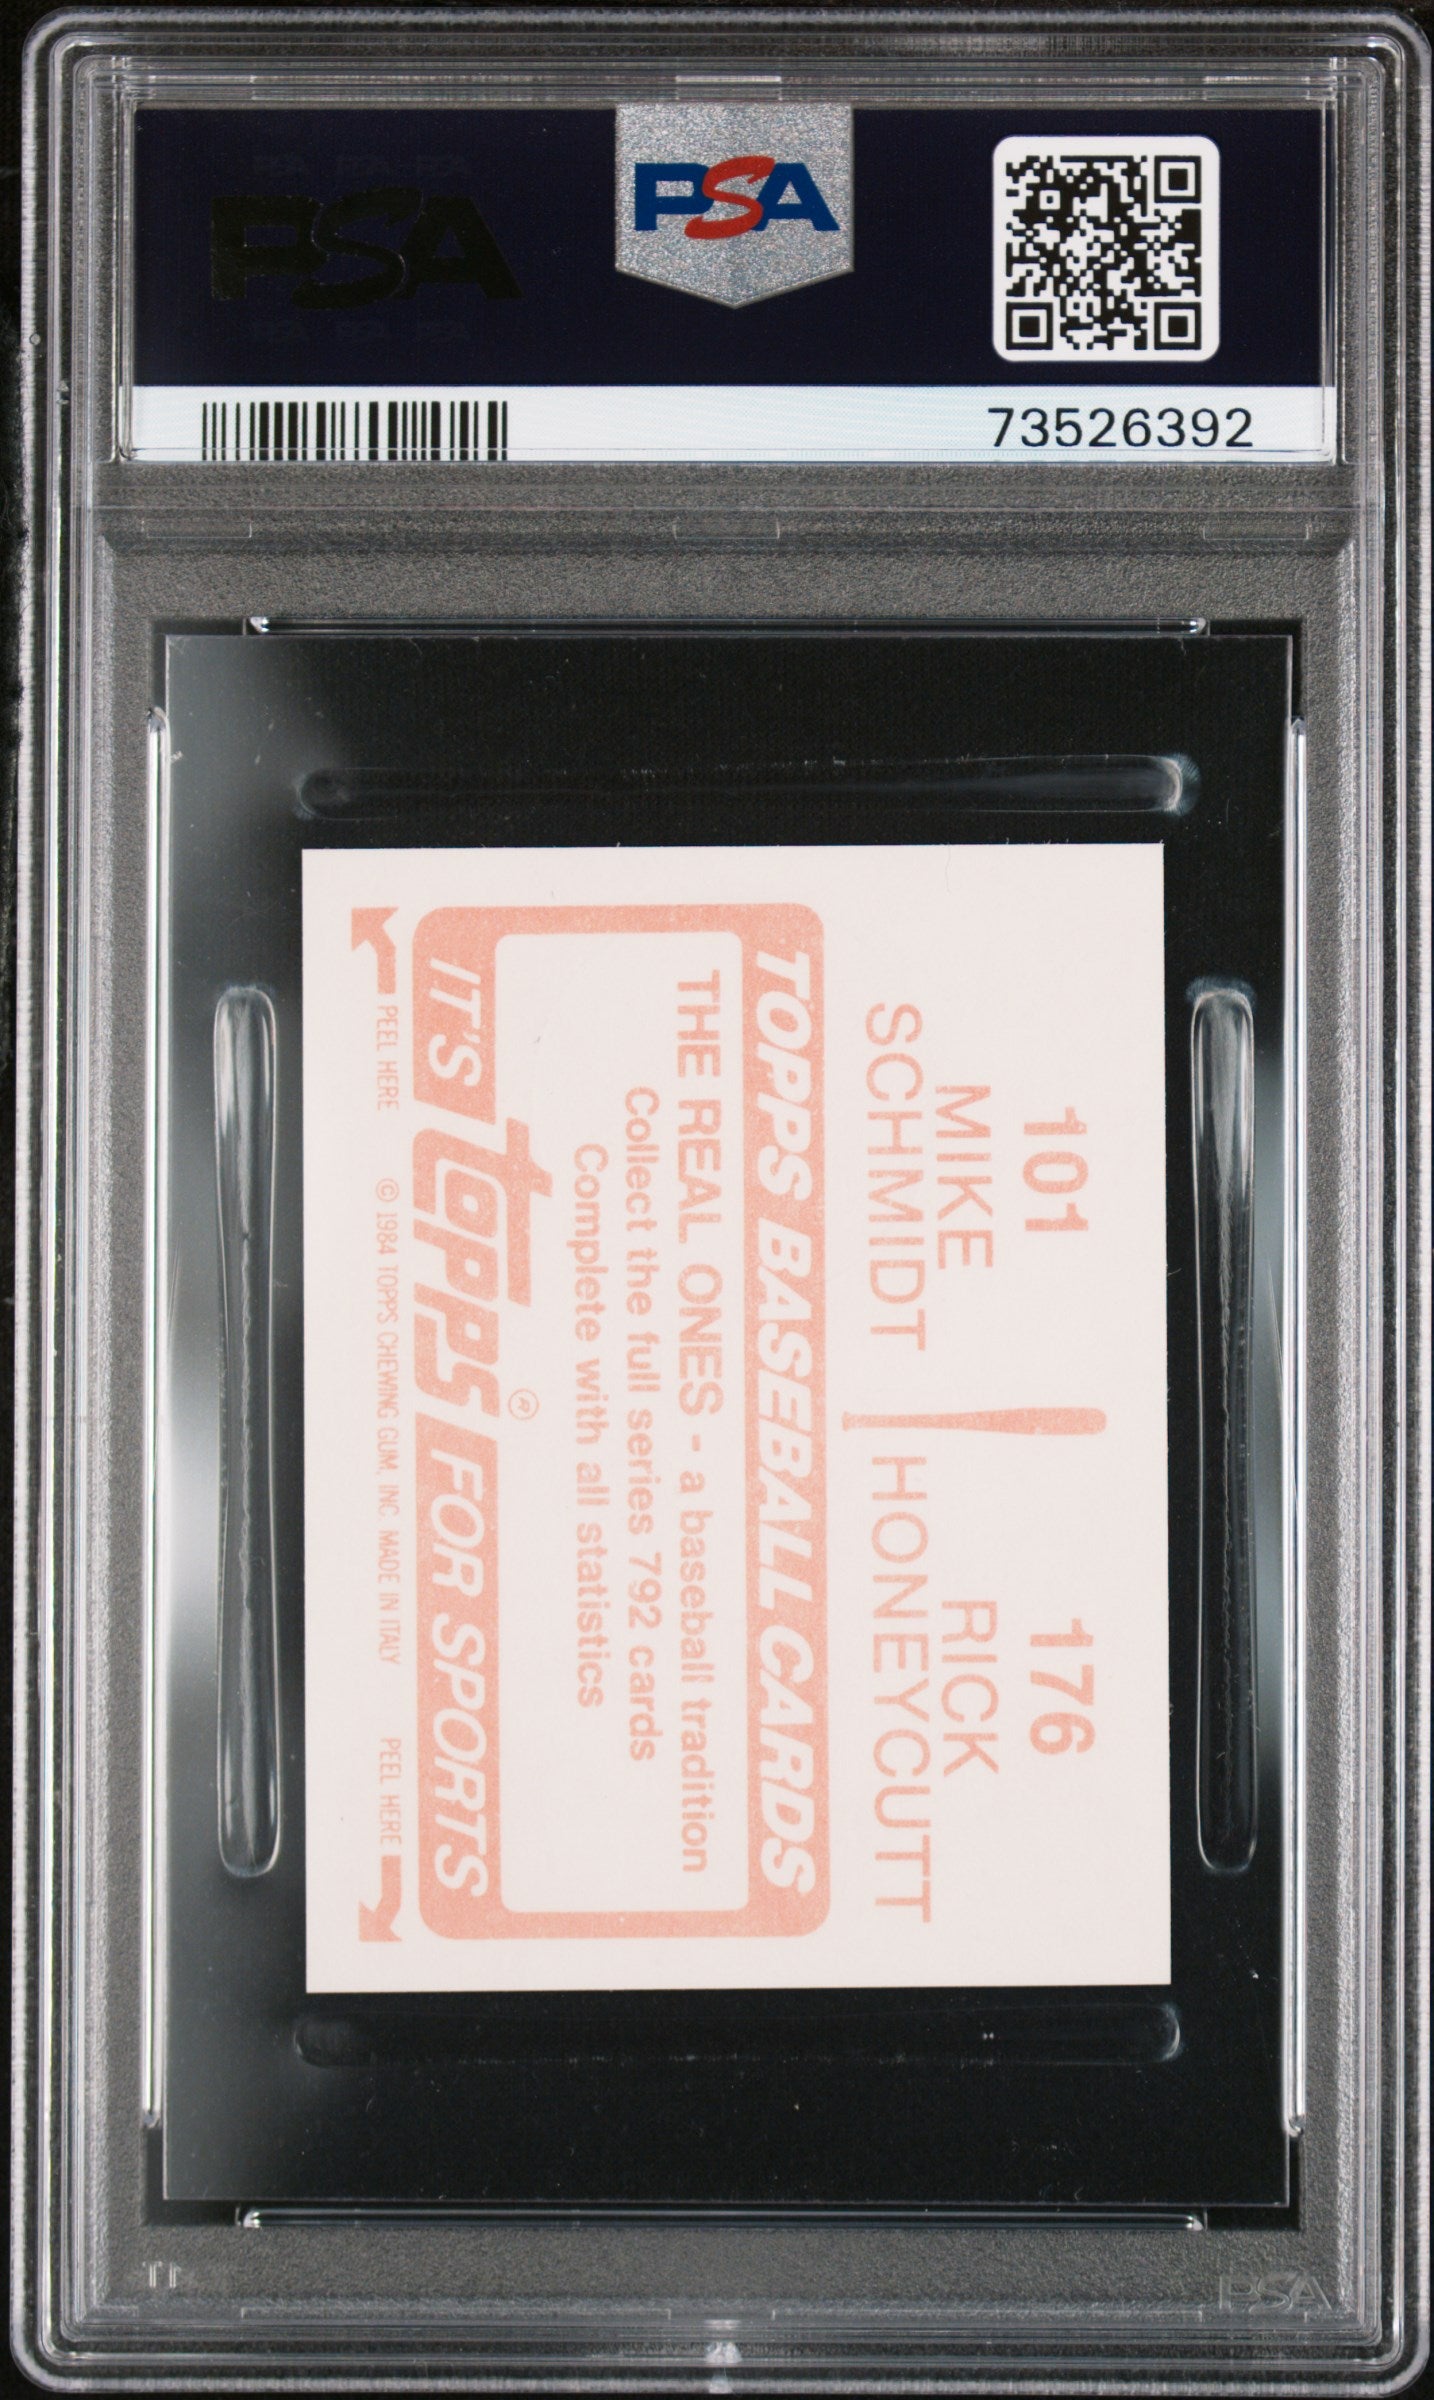 PSA
PSA
73526392
101
MIKE
SCHMIDT
176
RICK
HONEYCUTT
TOPPS BASEBALL CARDS
THE REAL ONES - a baseball tradition
Collect the full series 792 cards
Complete with all statistics
IT'S Topps® FOR SPORTS
PEEL HERE © 1984 TOPPS CHEWING GUM, INC. MADE IN ITALY PEEL HERE
PSA